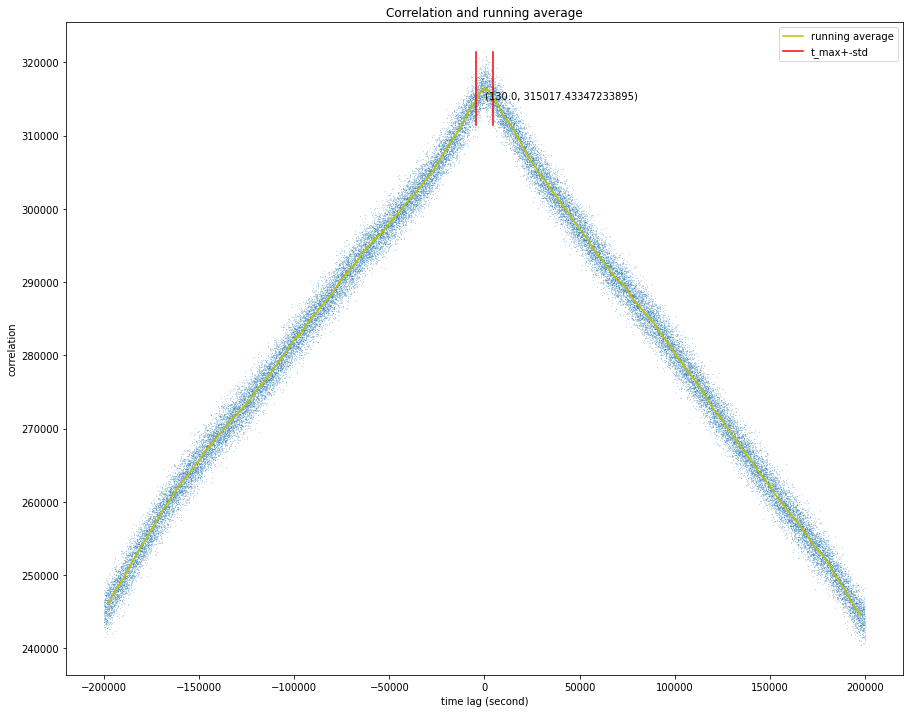 Correlation and running average
running average
t_max+-std
(130.0, 315017.43347233895)
320000
310000
300000
290000
280000
270000
260000
250000
240000
correlation
−200000 −150000 −100000 −50000 0 50000 100000 150000 200000
time lag (second)